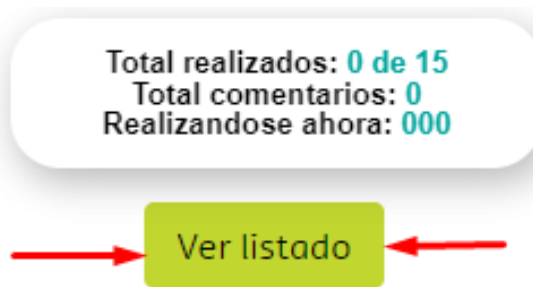 Total realizados: 0 de 15
Total comentarios: 0
Realizandose ahora: 000
Ver listado